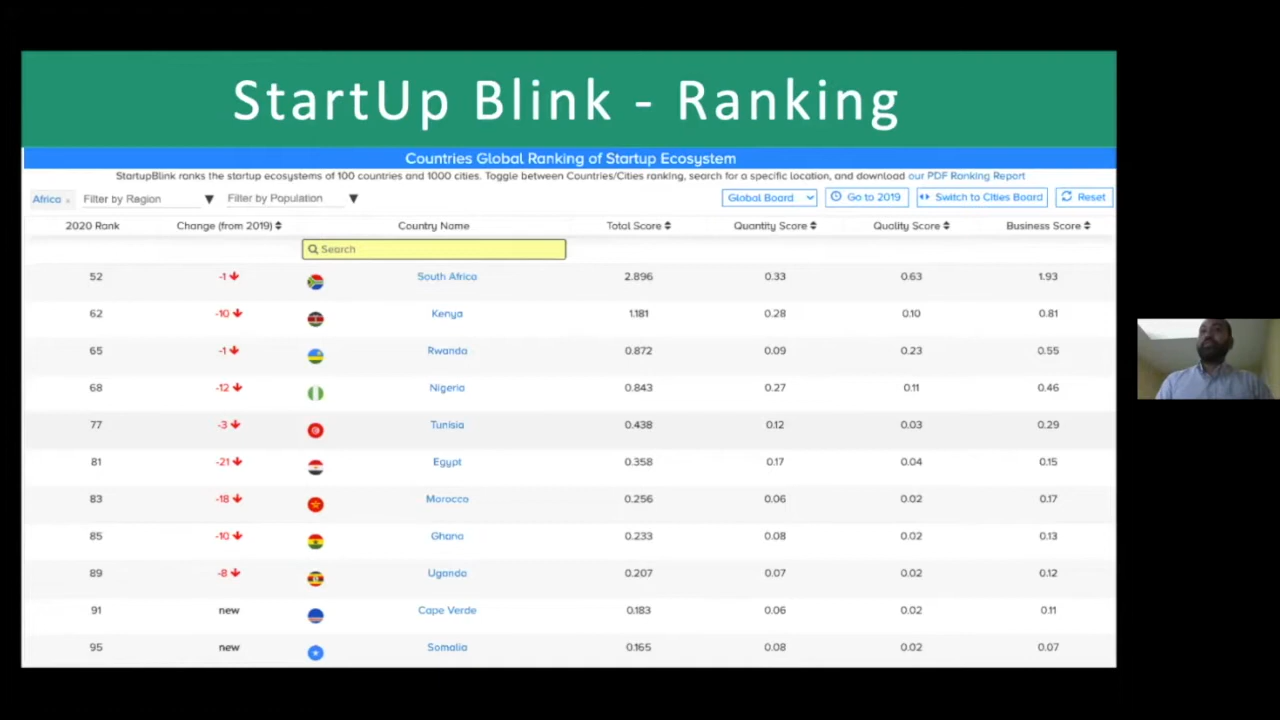 StartUp Blink - Ranking
Countries Global Ranking of Startup Ecosystem
StartupBlink ranks the startup ecosystems of 100 countries and 1000 cities. Toggle between Countries/Cities ranking, search for a specific location, and download our PDF Ranking Report
Africa × Filter by Region ▼ Filter by Population ▼ Global Board Go to 2019 Switch to Cities Board Reset
2020 Rank Change (from 2019) Country Name Total Score Quantity Score Quality Score Business Score
Search
52 -1 South Africa 2.896 0.33 0.63 1.93
62 -10 Kenya 1.181 0.28 0.10 0.81
65 -1 Rwanda 0.872 0.09 0.23 0.55
68 -12 Nigeria 0.843 0.27 0.11 0.46
77 -3 Tunisia 0.438 0.12 0.03 0.29
81 -21 Egypt 0.358 0.17 0.04 0.15
83 -18 Morocco 0.256 0.06 0.02 0.17
85 -10 Ghana 0.233 0.08 0.02 0.13
89 -8 Uganda 0.207 0.07 0.02 0.12
91 new Cape Verde 0.183 0.06 0.02 0.11
95 new Somalia 0.165 0.08 0.02 0.07